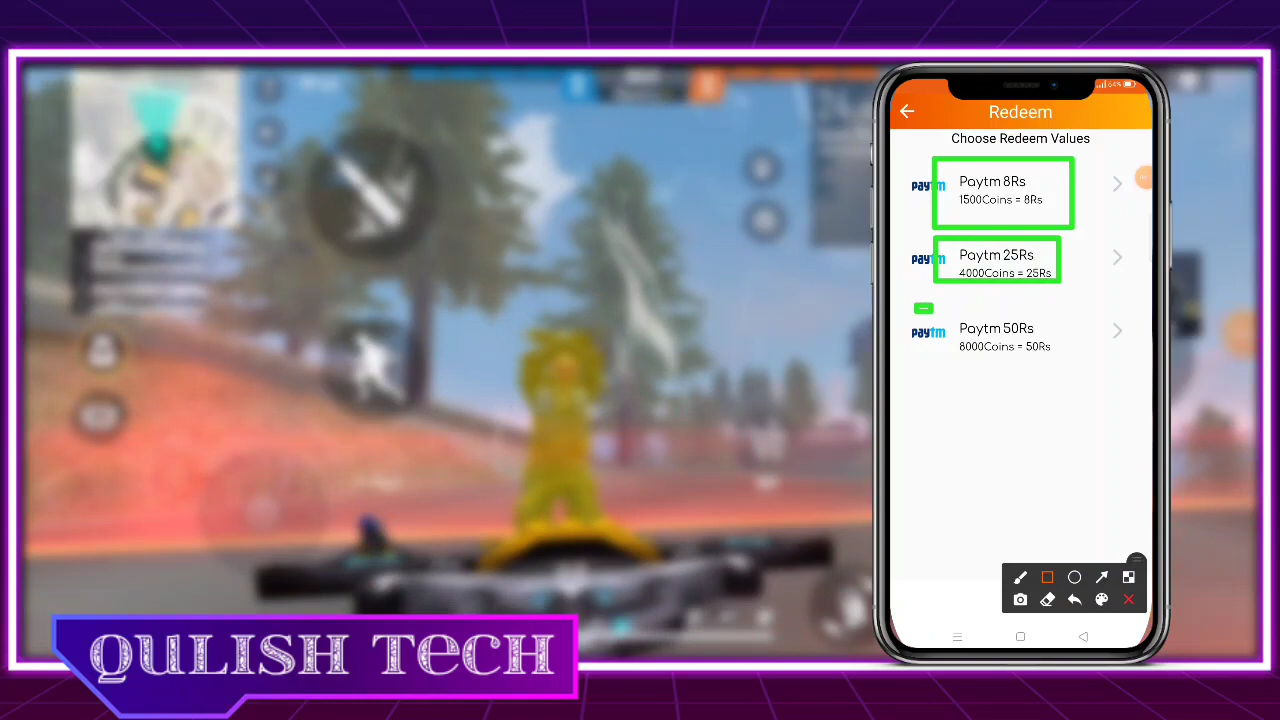 64%
Redeem
Choose Redeem Values
paytm
Paytm 8Rs
1500Coins = 8Rs
paytm
Paytm 25Rs
4000Coins = 25Rs
paytm
Paytm 50Rs
8000Coins = 50Rs
QULISH TECH